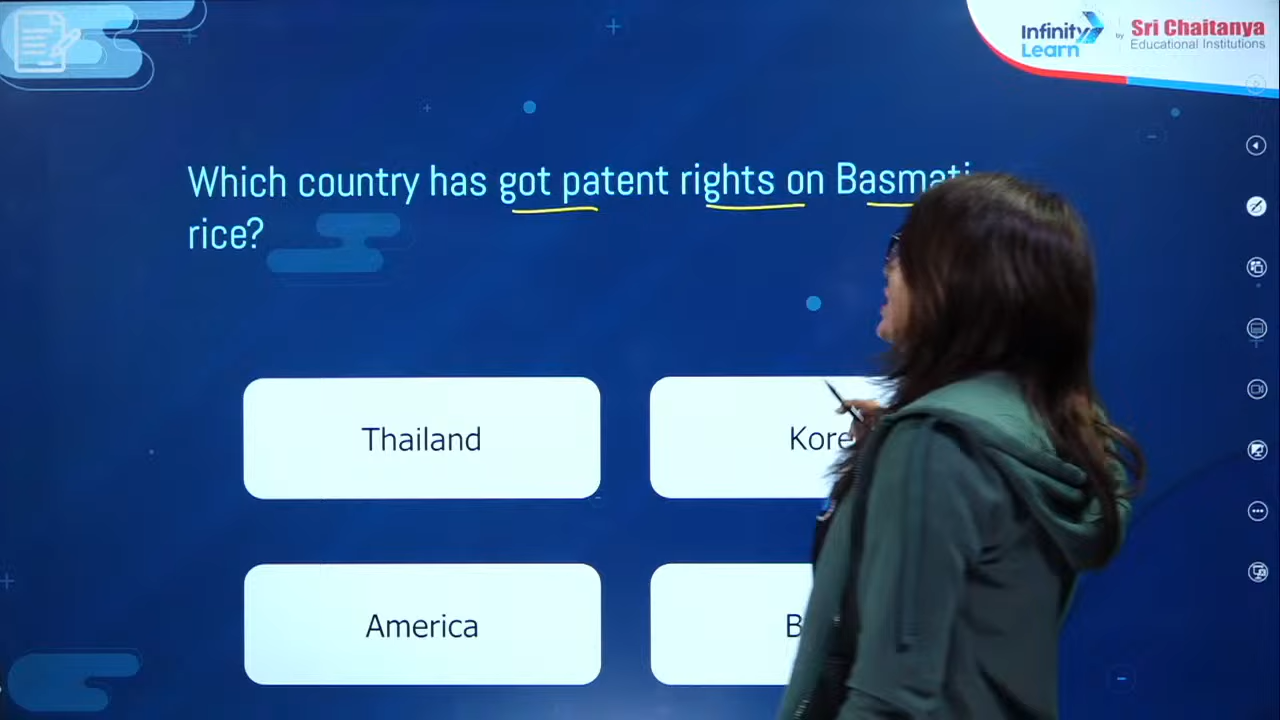 Infinity Learn
by
Sri Chaitanya
Educational Institutions
Which country has got patent rights on Basmati
rice?
Thailand
America